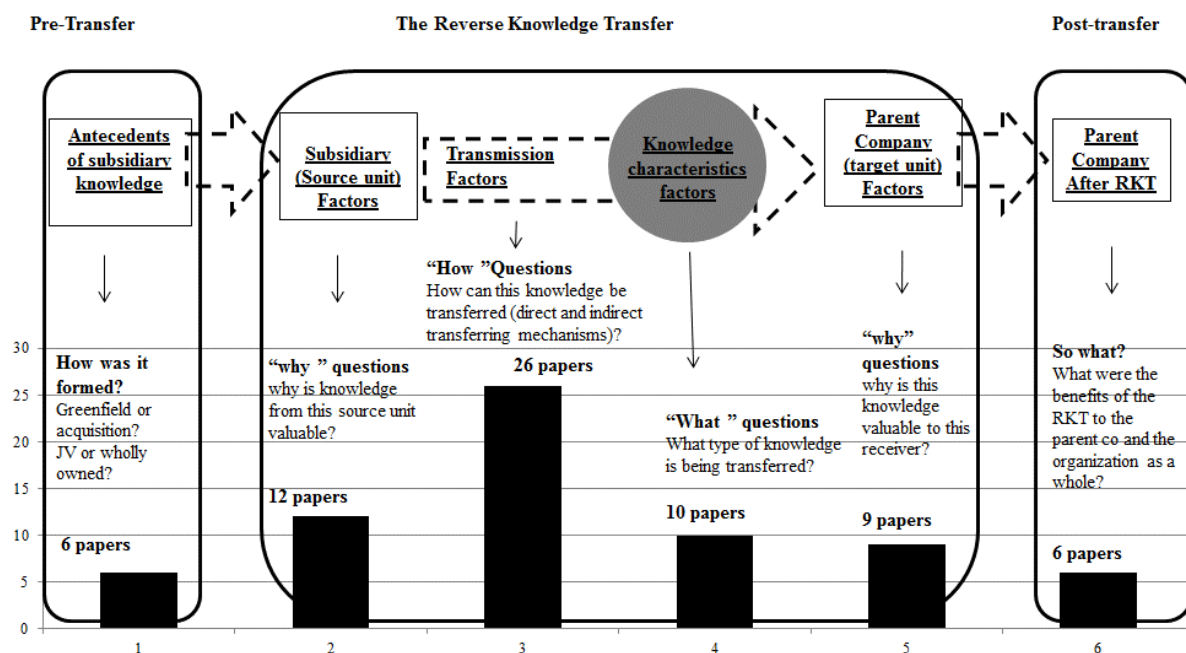 Pre-Transfer
The Reverse Knowledge Transfer
Post-transfer
Antecedents
of subsidiary
knowledge
Subsidiary
(Source unit)
Factors
Transmission
Factors
Knowledge
characteristics
factors
Parent
Company
(target unit)
Factors
Parent
Company
After RKT
“How ”Questions
How can this knowledge be
transferred (direct and indirect
transferring mechanisms)?
How was it
formed?
Greenfield or
acquisition?
JV or wholly
owned?
“why ” questions
why is knowledge
from this source unit
valuable?
“What ” questions
What type of knowledge
is being transferred?
“why”
questions
why is this
knowledge
valuable to this
receiver?
So what?
What were the
benefits of the
RKT to the
parent co and the
organization as a
whole?
6 papers
12 papers
26 papers
10 papers
9 papers
6 papers
30
25
20
15
10
5
0
1
2
3
4
5
6